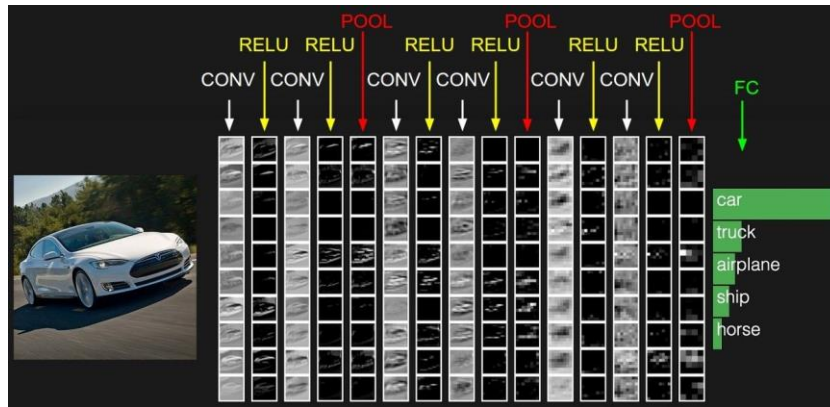 POOL POOL POOL
RELU RELU RELU RELU RELU RELU
CONV CONV CONV CONV CONV CONV
FC
car
truck
airplane
ship
horse